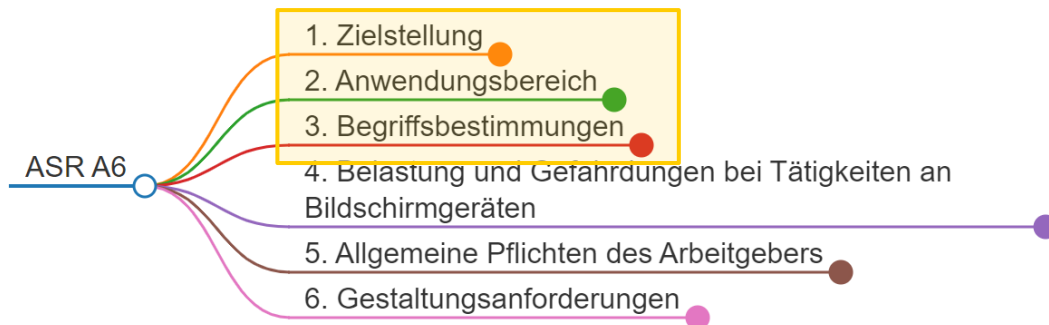 1. Zielstellung
2. Anwendungsbereich
3. Begriffsbestimmungen
ASR A6
4. Belastung und Gefährdungen bei Tätigkeiten an
Bildschirmgeräten
5. Allgemeine Pflichten des Arbeitgebers
6. Gestaltungsanforderungen